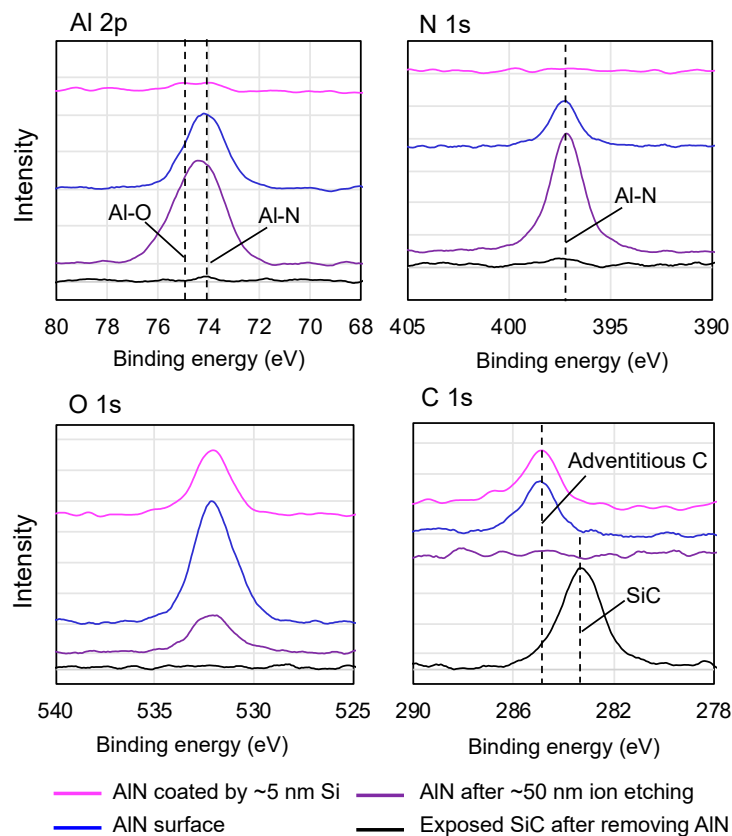 Al 2p
N 1s
Intensity
Al-O
Al-N
Al-N
80 78 76 74 72 70 68
405 400 395 390
Binding energy (eV)
Binding energy (eV)
O 1s
C 1s
Intensity
Adventitious C
SiC
540 535 530 525
290 286 282 278
Binding energy (eV)
Binding energy (eV)
AlN coated by ~5 nm Si
AlN after ~50 nm ion etching
AlN surface
Exposed SiC after removing AlN